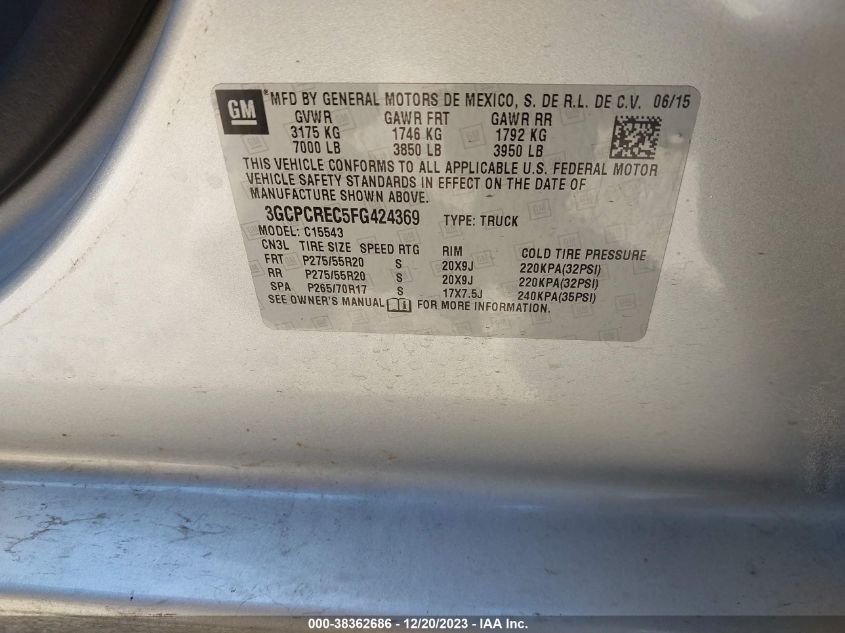 GM *MFD BY GENERAL MOTORS DE MEXICO, S. DE R.L. DE C.V. 06/15
GVWR GAWR FRT GAWR RR
3175 KG 1746 KG 1792 KG
7000 LB 3850 LB 3950 LB
THIS VEHICLE CONFORMS TO ALL APPLICABLE U.S. FEDERAL MOTOR
VEHICLE SAFETY STANDARDS IN EFFECT ON THE DATE OF
MANUFACTURE SHOWN ABOVE.
3GCPCREC5FG424369 TYPE: TRUCK
MODEL: C15543
CN3L TIRE SIZE SPEED RTG RIM COLD TIRE PRESSURE
FRT P275/55R20 S 20X9J 220KPA(32PSI)
RR P275/55R20 S 20X9J 220KPA(32PSI)
SPA P265/70R17 S 17X7.5J 240KPA(35PSI)
SEE OWNER'S MANUAL FOR MORE INFORMATION.
000-38362686 - 12/20/2023 - IAA Inc.